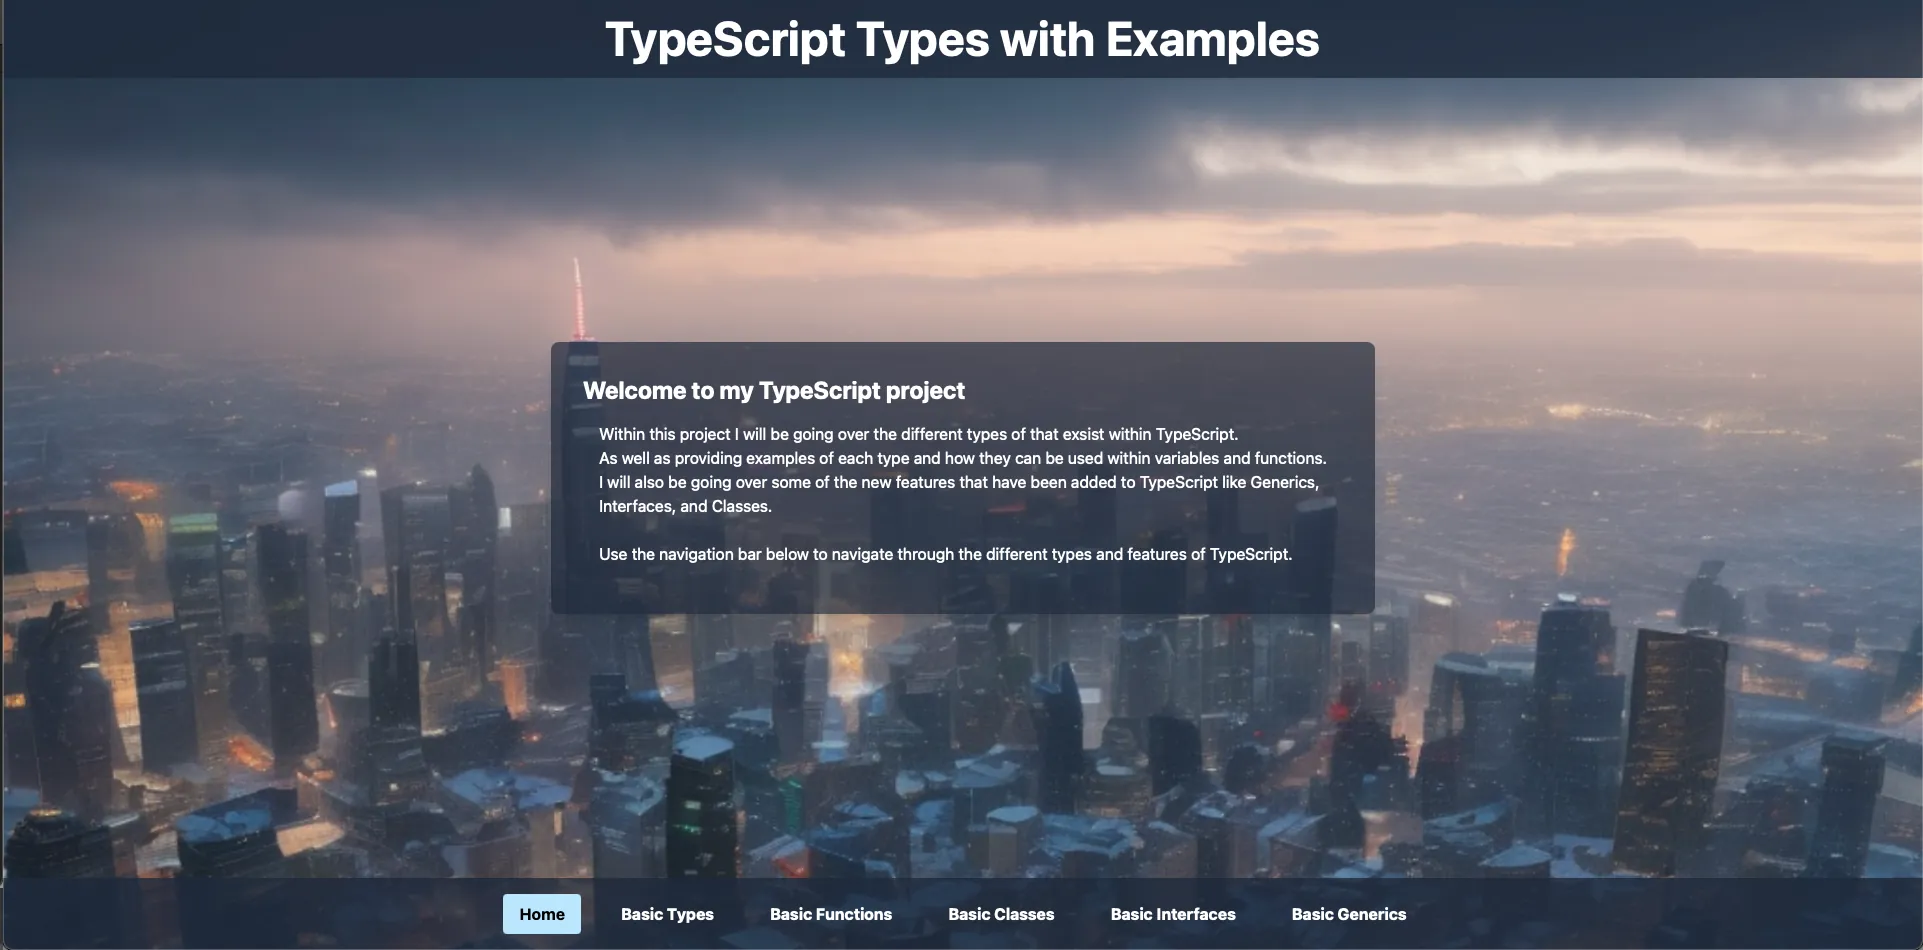 TypeScript Types with Examples
Welcome to my TypeScript project
Within this project I will be going over the different types of that exsist within TypeScript.
As well as providing examples of each type and how they can be used within variables and functions.
I will also be going over some of the new features that have been added to TypeScript like Generics,
Interfaces, and Classes.
Use the navigation bar below to navigate through the different types and features of TypeScript.
Home Basic Types Basic Functions Basic Classes Basic Interfaces Basic Generics